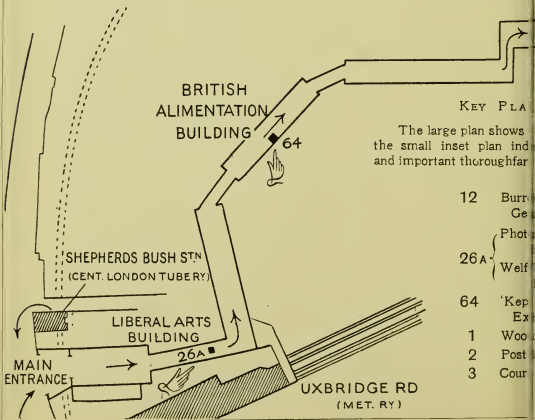 BRITISH
ALIMENTATION
BUILDING
64
KEY PLA
The large plan shows
the small inset plan ind
and important thoroughfar
12 Burr
Ge
Phot
26A
Welf
64 'Kep
Ex
1 Woo
2 Post
3 Cour
SHEPHERDS BUSH STN
(CENT. LONDON TUBE RY)
LIBERAL ARTS
BUILDING
26A
MAIN
ENTRANCE
UXBRIDGE RD
(MET. RY)